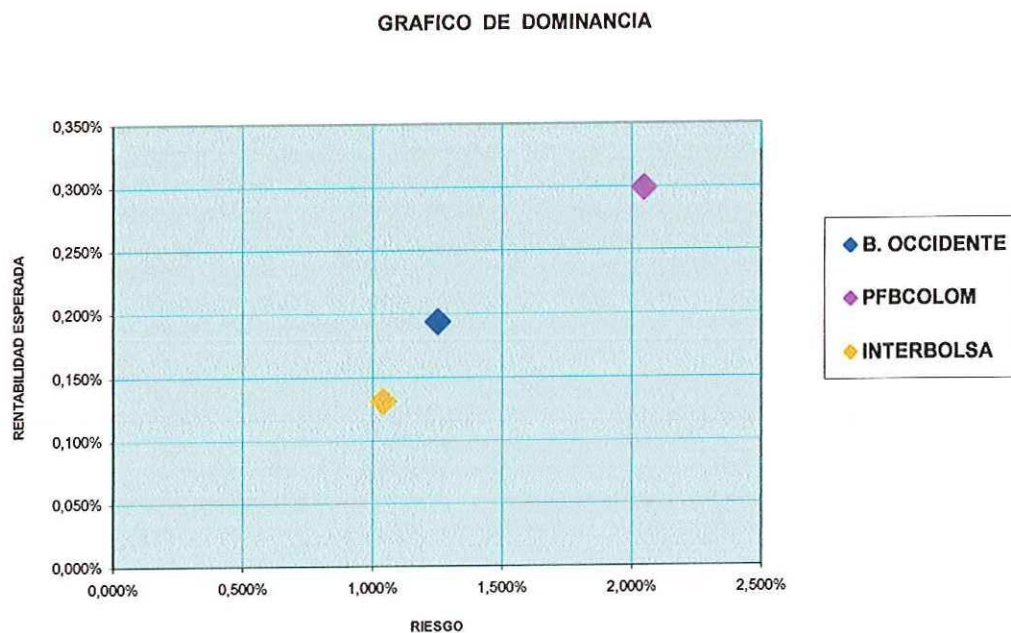 GRAFICO DE DOMINANCIA
0,350%
0,300%
0,250%
0,200%
0,150%
0,100%
0,050%
0,000%
RENTABILIDAD ESPERADA
0,000% 0,500% 1,000% 1,500% 2,000% 2,500%
RIESGO
B. OCCIDENTE
PFBCOLOM
INTERBOLSA